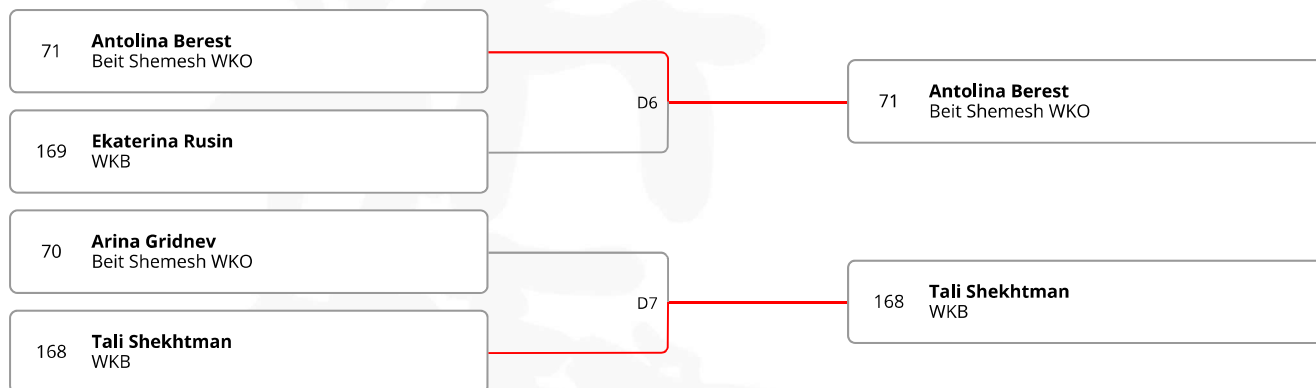 71
Antolina Berest
Beit Shemesh WKO
169
Ekaterina Rusin
WKB
D6
71
Antolina Berest
Beit Shemesh WKO
70
Arina Gridnev
Beit Shemesh WKO
168
Tali Shekhtman
WKB
D7
168
Tali Shekhtman
WKB